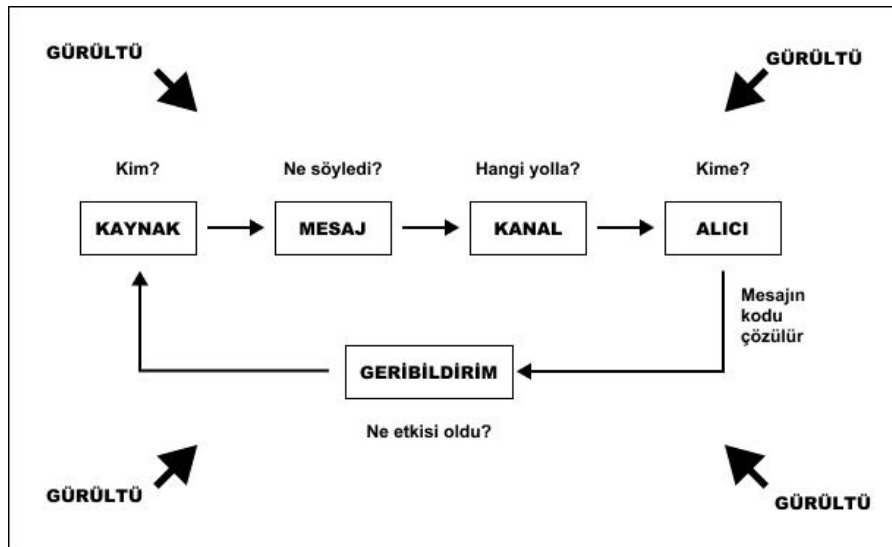 GÜRÜLTÜ
GÜRÜLTÜ
Kim?
Ne söyledi?
Hangi yolla?
Kime?
KAYNAK
MESAJ
KANAL
ALICI
Mesajın
kodu
çözülür
GERİBİLDİRİM
Ne etkisi oldu?
GÜRÜLTÜ
GÜRÜLTÜ